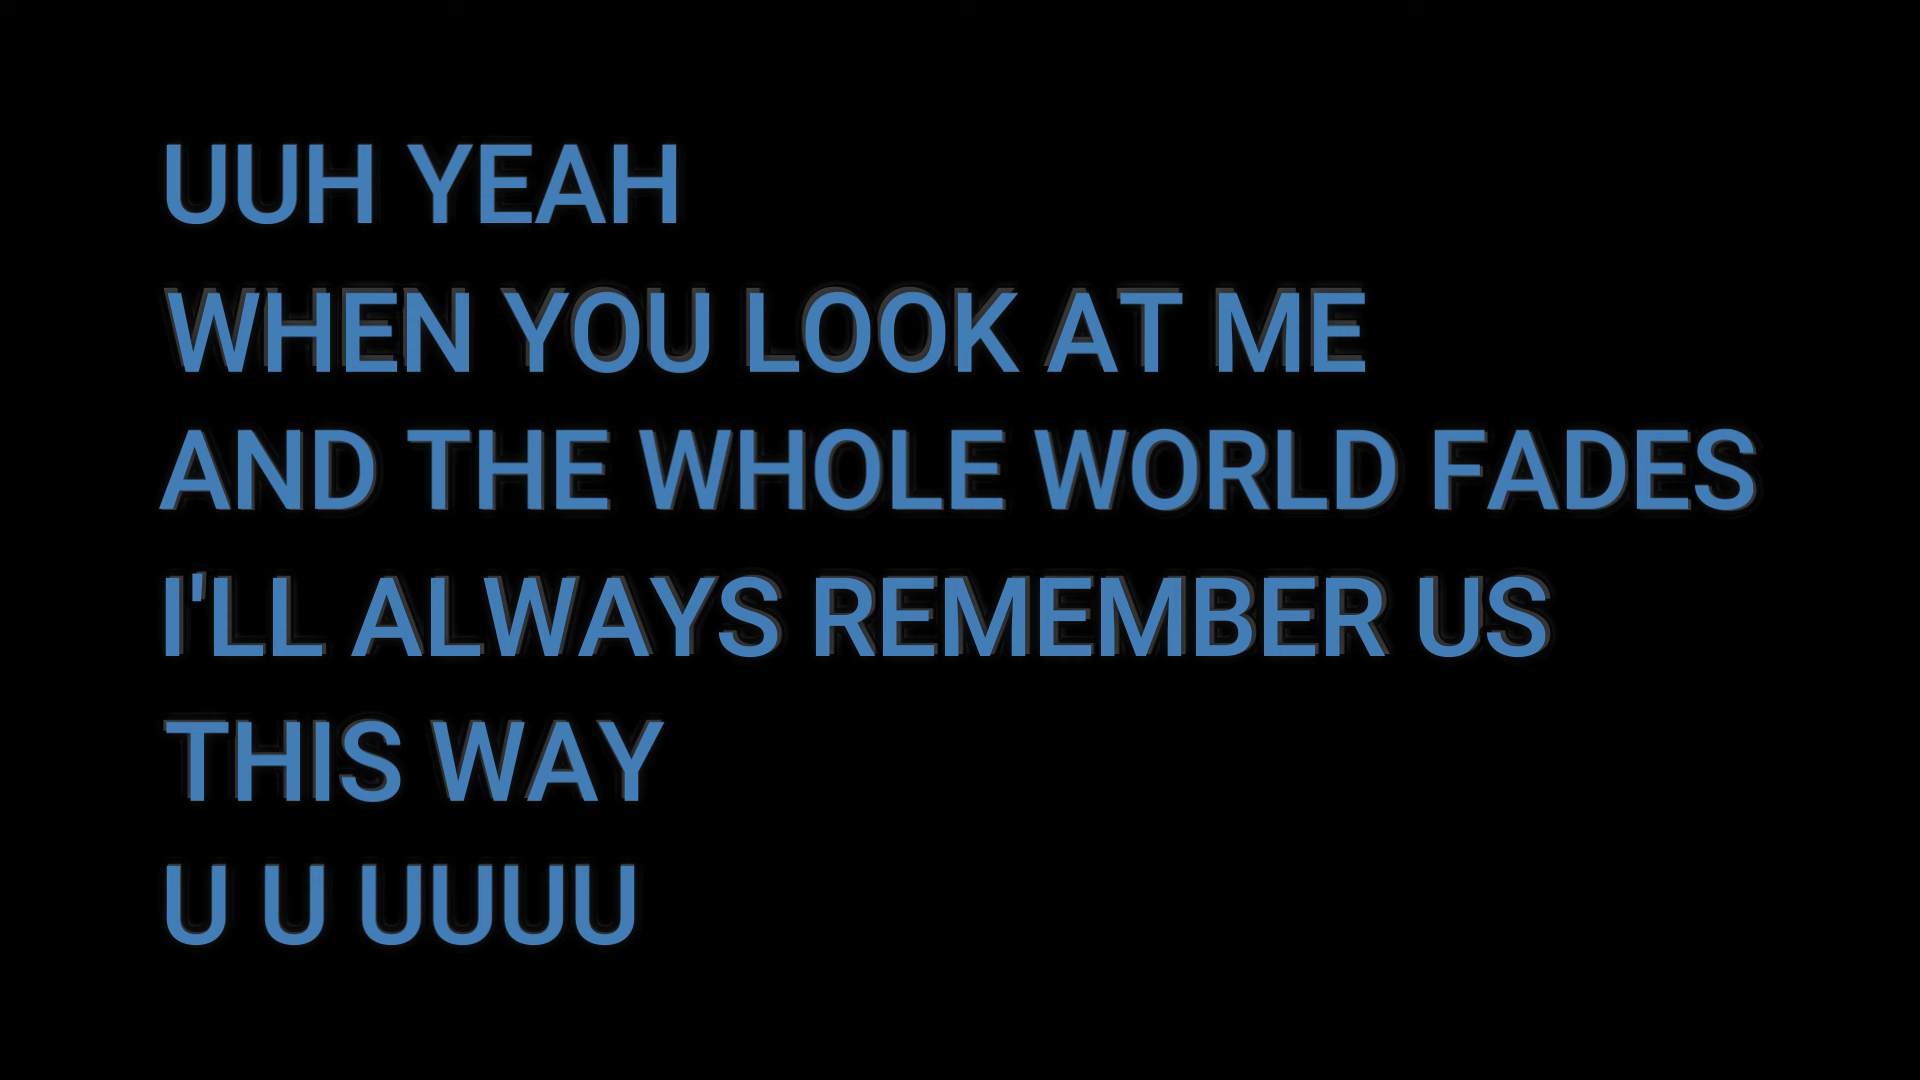 UUH YEAH
WHEN YOU LOOK AT ME
AND THE WHOLE WORLD FADES
I'LL ALWAYS REMEMBER US
THIS WAY
U U UUUU